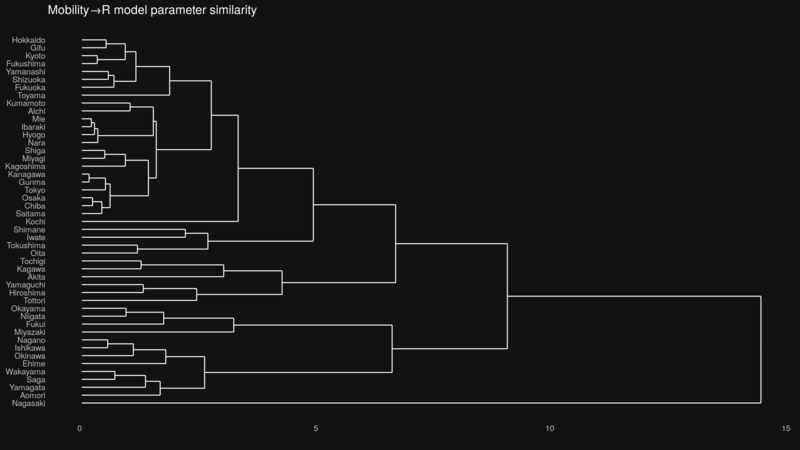 Mobility→R model parameter similarity
Hokkaido
Gifu
Kyoto
Fukushima
Yamanashi
Shizuoka
Fukuoka
Toyama
Kumamoto
Aichi
Mie
Ibaraki
Hyogo
Nara
Shiga
Miyagi
Kagoshima
Kanagawa
Gunma
Tokyo
Osaka
Chiba
Saitama
Kochi
Shimane
Iwate
Tokushima
Oita
Tochigi
Kagawa
Akita
Yamaguchi
Hiroshima
Tottori
Okayama
Niigata
Fukui
Miyazaki
Nagano
Ishikawa
Okinawa
Ehime
Wakayama
Saga
Yamagata
Aomori
Nagasaki
0 5 10 15